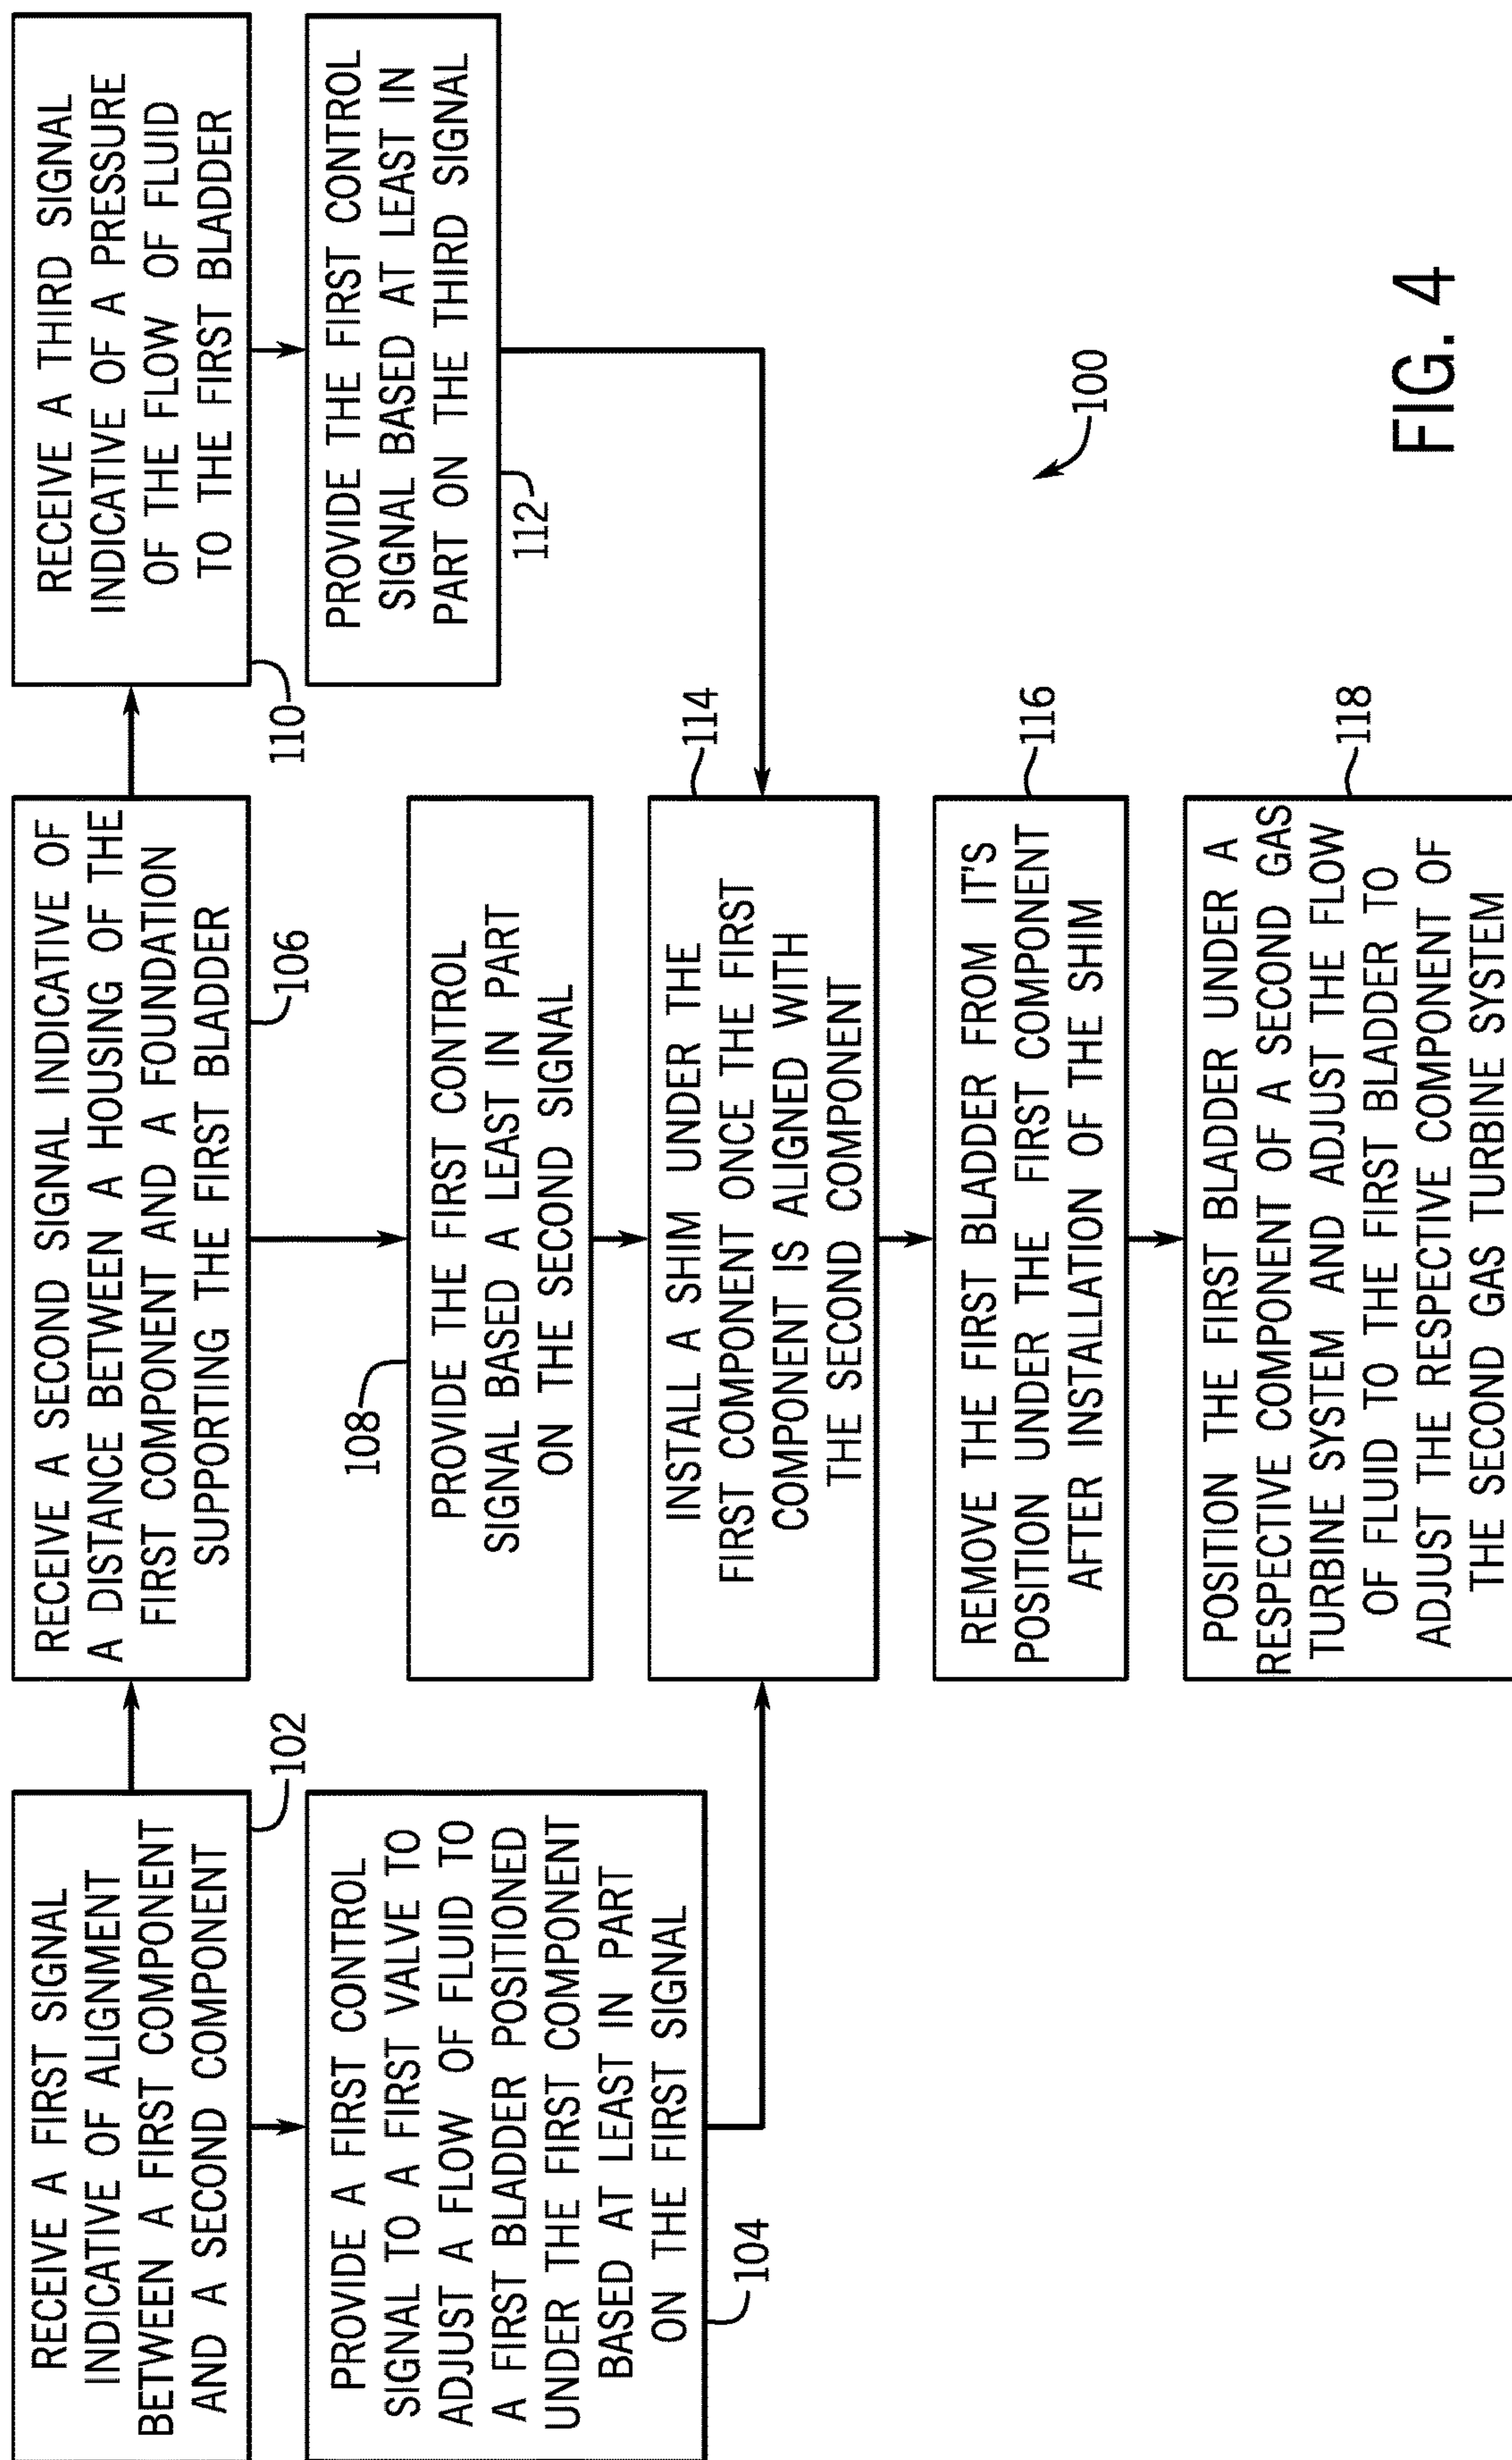 RECEIVE A FIRST SIGNAL
INDICATIVE OF ALIGNMENT
BETWEEN A FIRST COMPONENT
AND A SECOND COMPONENT
102
PROVIDE A FIRST CONTROL
SIGNAL TO A FIRST VALVE TO
ADJUST A FLOW OF FLUID TO
A FIRST BLADDER POSITIONED
UNDER THE FIRST COMPONENT
BASED AT LEAST IN PART
ON THE FIRST SIGNAL
104
RECEIVE A SECOND SIGNAL INDICATIVE OF
A DISTANCE BETWEEN A HOUSING OF THE
FIRST COMPONENT AND A FOUNDATION
SUPPORTING THE FIRST BLADDER
106
108
PROVIDE THE FIRST CONTROL
SIGNAL BASED A LEAST IN PART
ON THE SECOND SIGNAL
RECEIVE A THIRD SIGNAL
INDICATIVE OF A PRESSURE
OF THE FLOW OF FLUID
TO THE FIRST BLADDER
110
PROVIDE THE FIRST CONTROL
SIGNAL BASED AT LEAST IN
PART ON THE THIRD SIGNAL
112
INSTALL A SHIM UNDER THE
FIRST COMPONENT ONCE THE FIRST
COMPONENT IS ALIGNED WITH
THE SECOND COMPONENT
114
REMOVE THE FIRST BLADDER FROM IT'S
POSITION UNDER THE FIRST COMPONENT
AFTER INSTALLATION OF THE SHIM
116
POSITION THE FIRST BLADDER UNDER A
RESPECTIVE COMPONENT OF A SECOND GAS
TURBINE SYSTEM AND ADJUST THE FLOW
OF FLUID TO THE FIRST BLADDER TO
ADJUST THE RESPECTIVE COMPONENT OF
THE SECOND GAS TURBINE SYSTEM
118
100
FIG. 4